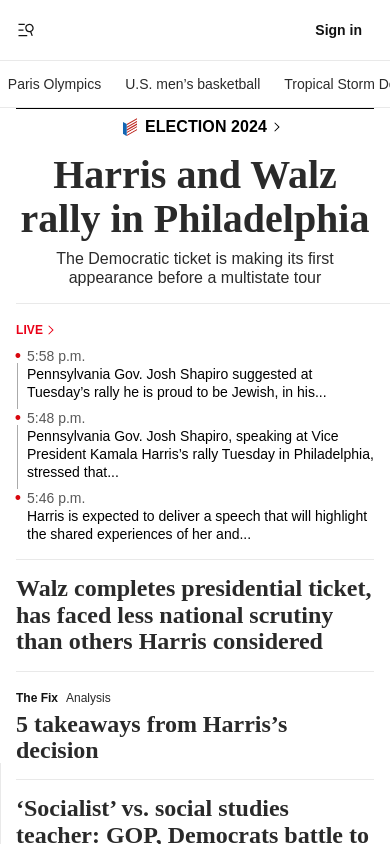 Sign in
Paris Olympics U.S. men’s basketball Tropical Storm
ELECTION 2024
Harris and Walz
rally in Philadelphia
The Democratic ticket is making its first
appearance before a multistate tour
LIVE
5:58 p.m.
Pennsylvania Gov. Josh Shapiro suggested at
Tuesday’s rally he is proud to be Jewish, in his...
5:48 p.m.
Pennsylvania Gov. Josh Shapiro, speaking at Vice
President Kamala Harris’s rally Tuesday in Philadelphia,
stressed that...
5:46 p.m.
Harris is expected to deliver a speech that will highlight
the shared experiences of her and...
Walz completes presidential ticket,
has faced less national scrutiny
than others Harris considered
The Fix Analysis
5 takeaways from Harris’s
decision
‘Socialist’ vs. social studies
teacher: GOP, Democrats battle to